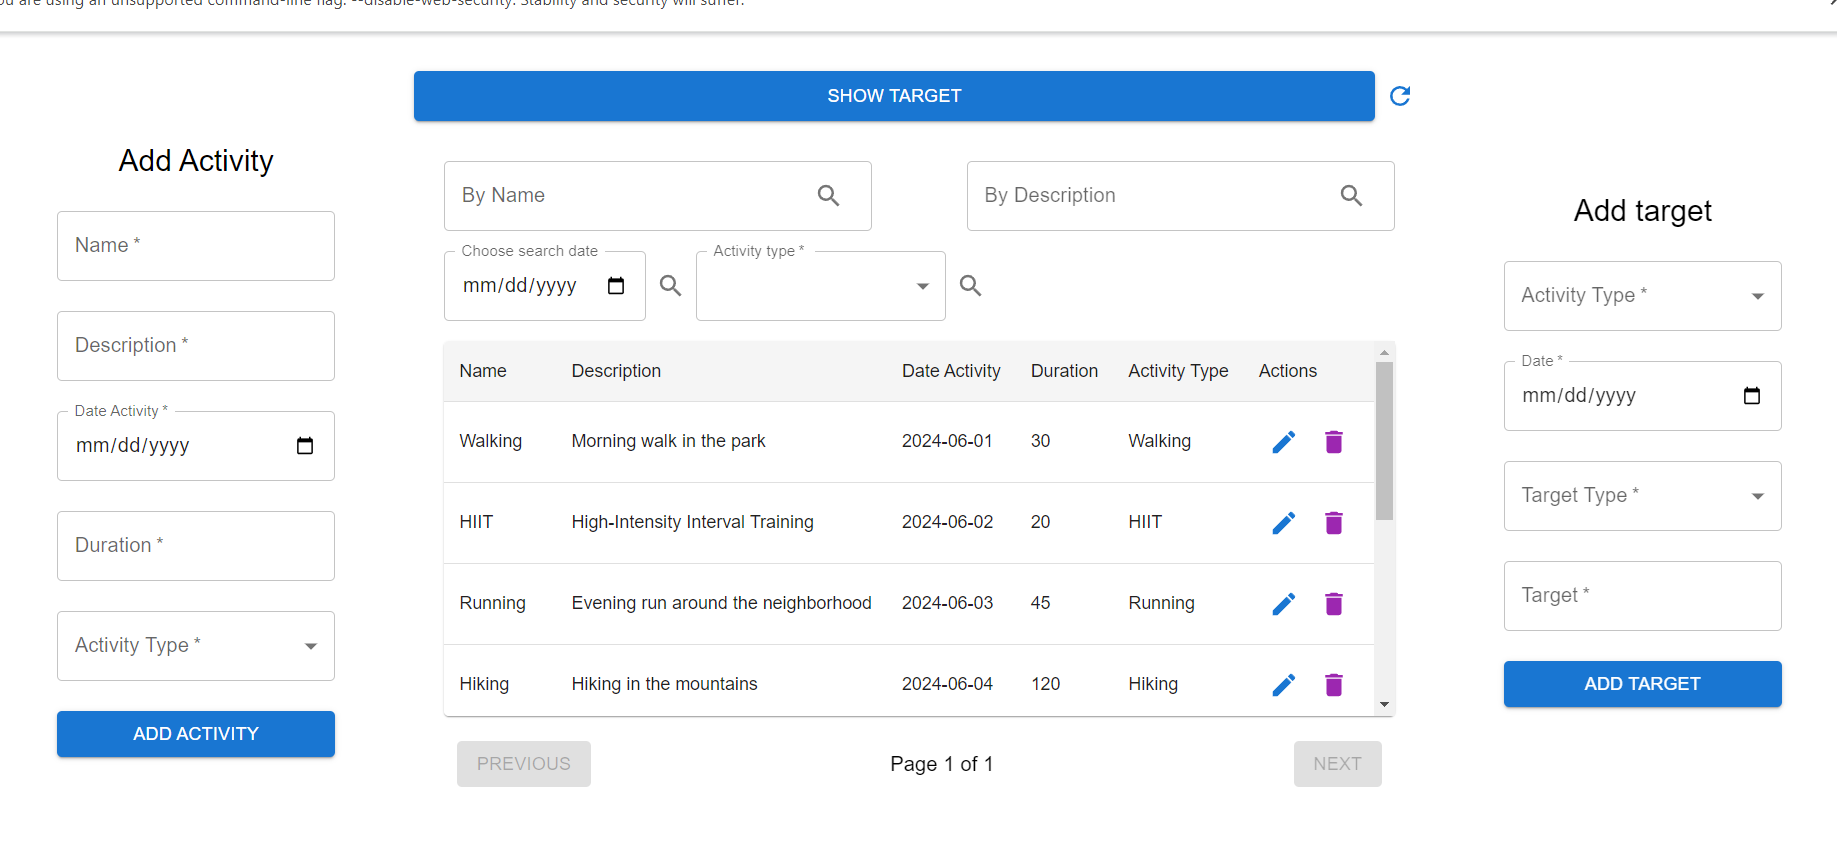 ou are using an unsupported command-line flag: --disable-web-security. Stability and security will suffer.
SHOW TARGET
Add Activity
Name *
Description *
Date Activity *
mm/dd/yyyy
Duration *
Activity Type *
ADD ACTIVITY
By Name
By Description
Choose search date
mm/dd/yyyy
Activity type *
Name Description Date Activity Duration Activity Type Actions
Walking Morning walk in the park 2024-06-01 30 Walking
HIIT High-Intensity Interval Training 2024-06-02 20 HIIT
Running Evening run around the neighborhood 2024-06-03 45 Running
Hiking Hiking in the mountains 2024-06-04 120 Hiking
PREVIOUS
Page 1 of 1
NEXT
Add target
Activity Type *
Date *
mm/dd/yyyy
Target Type *
Target *
ADD TARGET